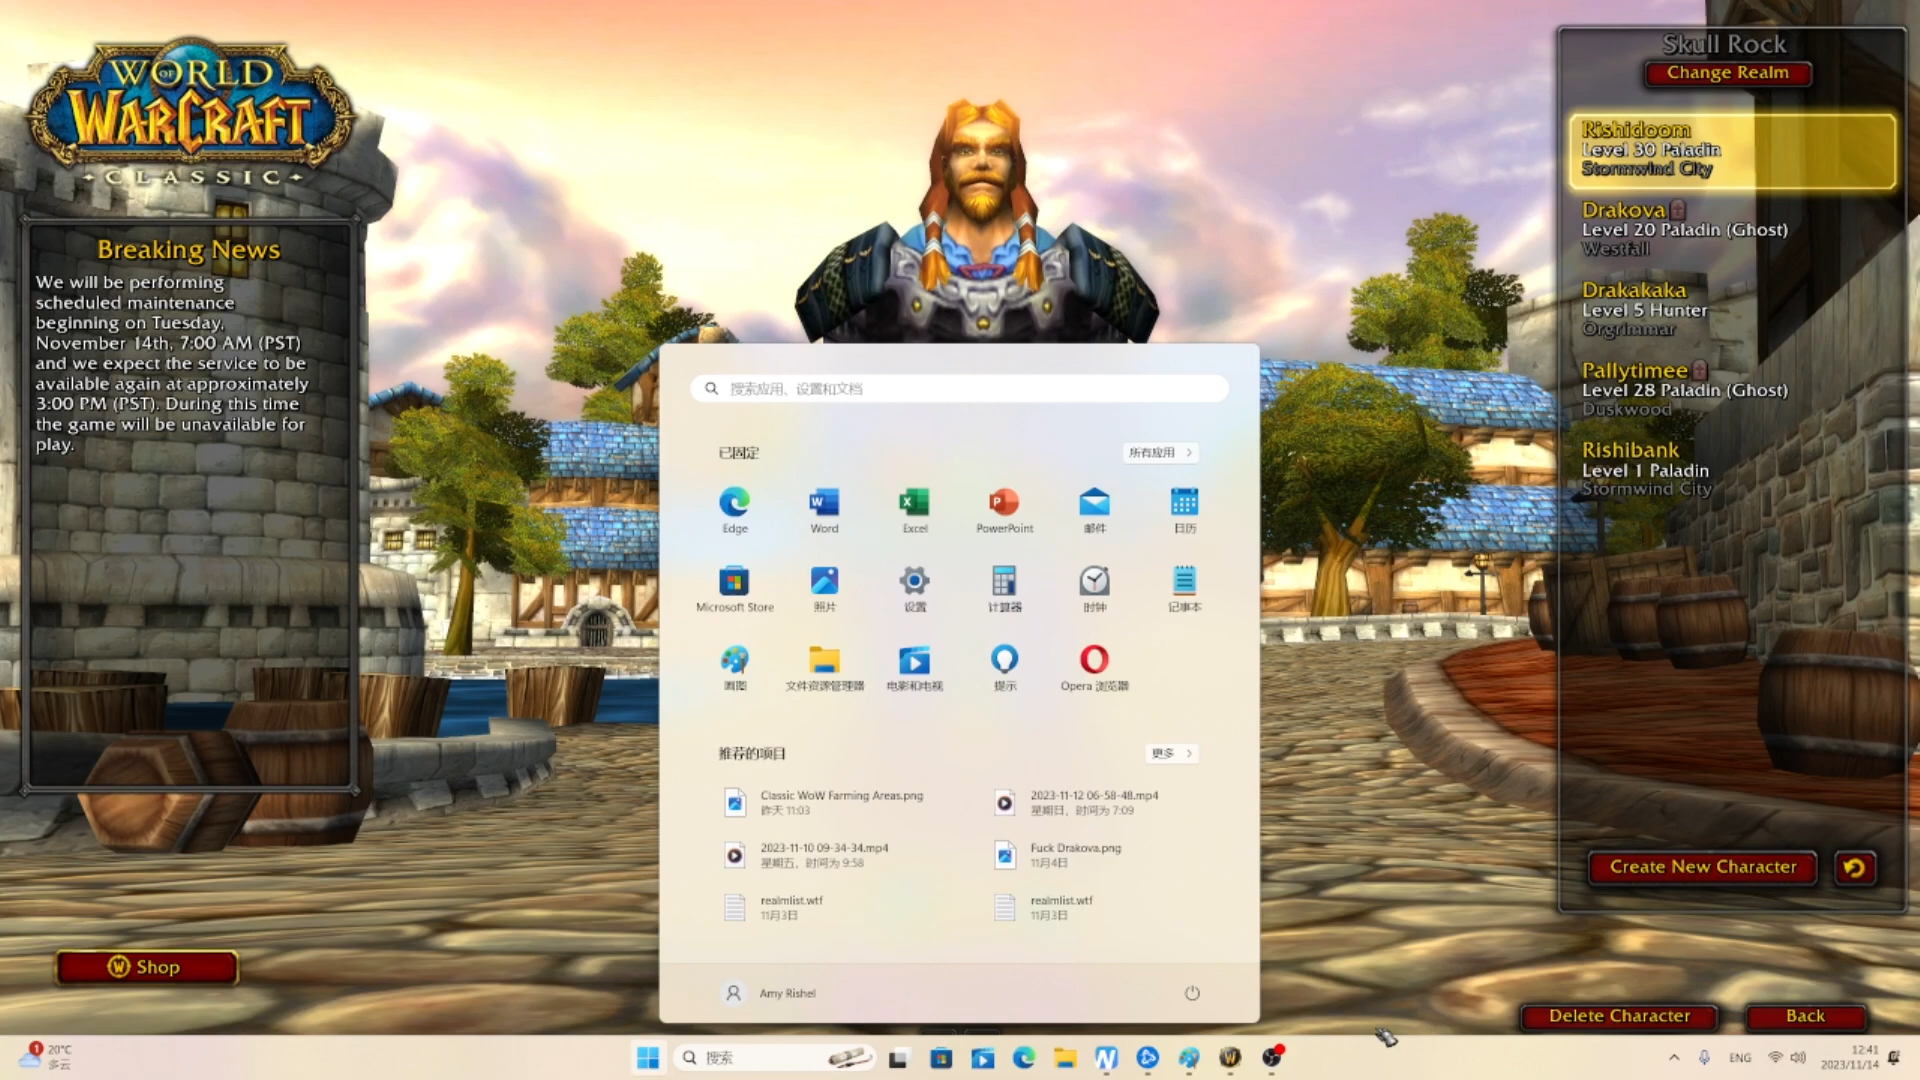 WORLD
OF
WARCRAFT
CLASSIC
Breaking News
We will be performing
scheduled maintenance
beginning on Tuesday,
November 14th, 7:00 AM (PST)
and we expect the service to be
available again at approximately
3:00 PM (PST). During this time
the game will be unavailable for
play.
Shop
Skull Rock
Change Realm
Rishidoom
Level 30 Paladin
Stormwind City
Drakova
Level 20 Paladin (Ghost)
Westfall
Drakakaka
Level 5 Hunter
Orgrimmar
Pallytimee
Level 28 Paladin (Ghost)
Duskwood
Rishibank
Level 1 Paladin
Stormwind City
Create New Character
Delete Character
Back
搜索应用、设置和文档
已固定
所有应用
Edge
Word
Excel
PowerPoint
邮件
日历
Microsoft Store
照片
设置
计算器
时钟
记事本
画图
文件资源管理器
电影和电视
提示
Opera 浏览器
推荐的项目
更多
Classic WoW Farming Areas.png
昨天 11:03
2023-11-12 06-58-48.mp4
星期日，时间为 7:09
2023-11-10 09-34-34.mp4
星期五，时间为 9:58
Fuck Drakova.png
11月4日
realmlist.wtf
11月3日
realmlist.wtf
11月3日
Amy Rishel
1
20°C
多云
搜索
ENG
12:41
2023/11/14